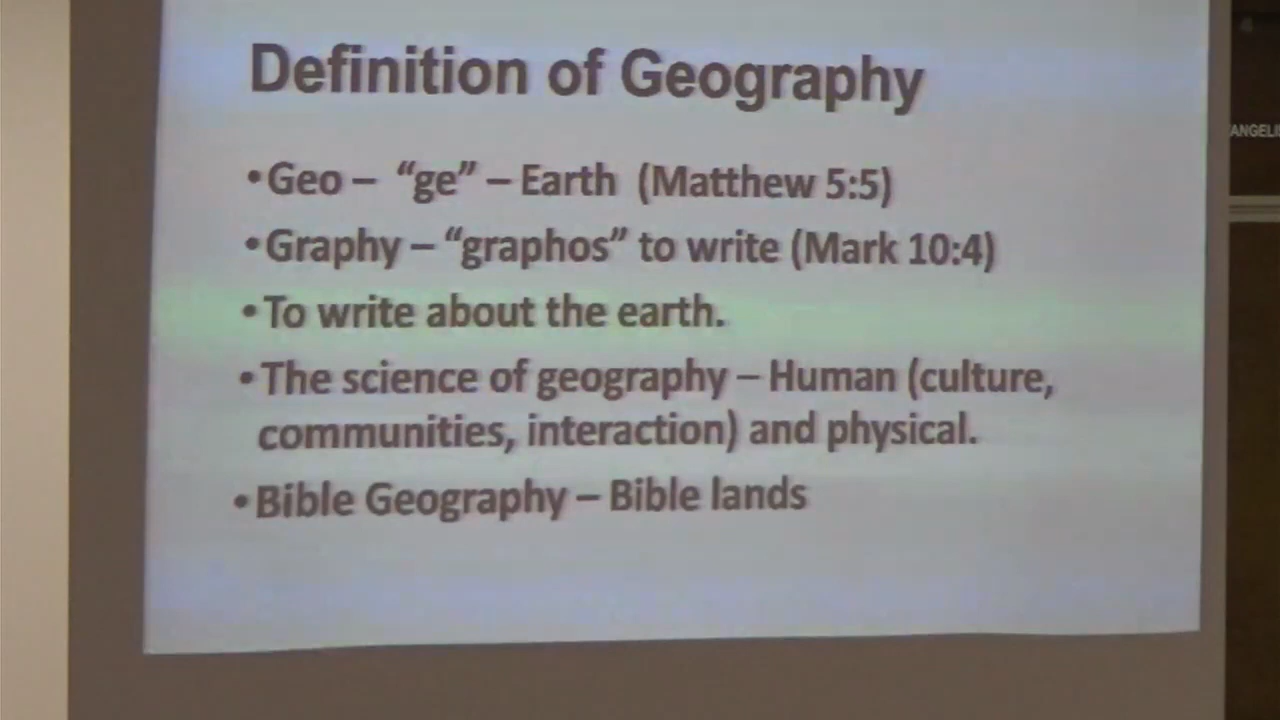 Definition of Geography
•Geo – “ge” – Earth (Matthew 5:5)
•Graphy – “graphos” to write (Mark 10:4)
•To write about the earth.
•The science of geography – Human (culture,
communities, interaction) and physical.
•Bible Geography – Bible lands